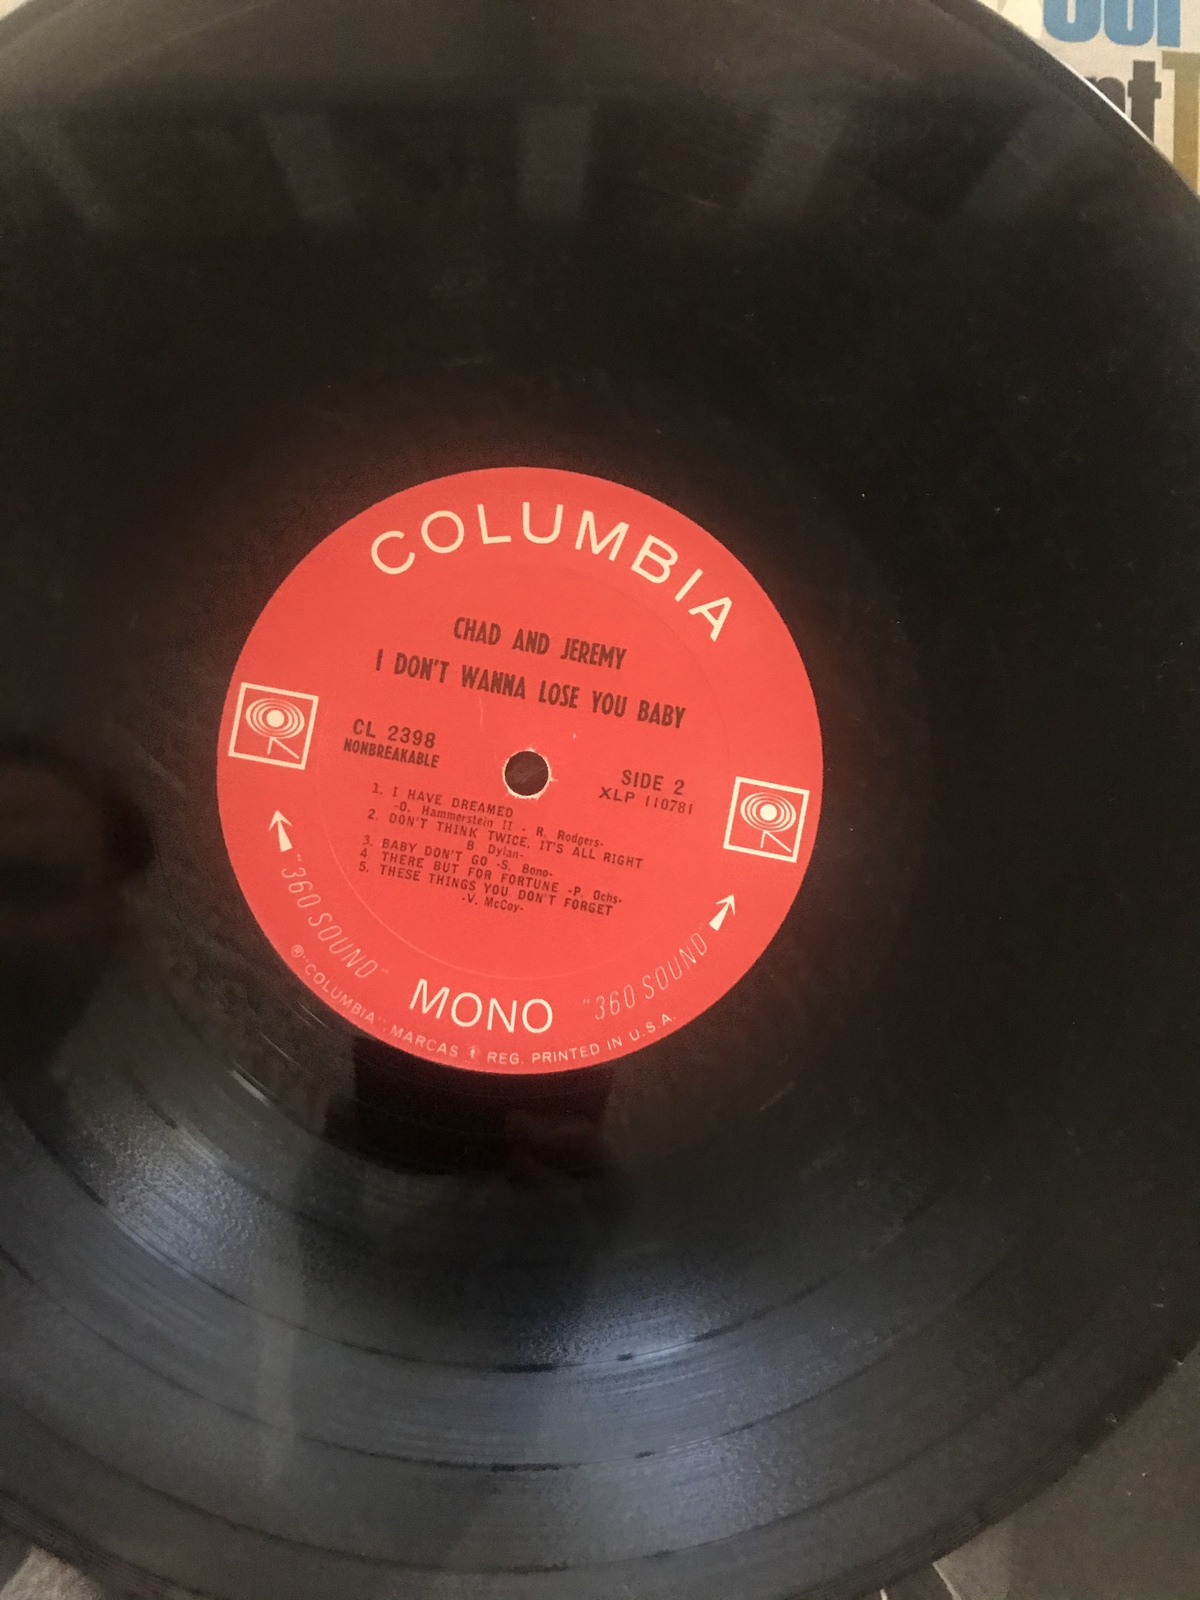 COLUMBIA
CHAD AND JEREMY
I DON'T WANNA LOSE YOU BABY
CL 2398
NONBREAKABLE
SIDE 2
XLP 110781
1. I HAVE DREAMED
-O. Hammerstein II - R. Rodgers-
2. DON'T THINK TWICE, IT'S ALL RIGHT
B Dylan-
3. BABY DON'T GO -S. Bono-
4. THERE BUT FOR FORTUNE -P. Ochs-
5. THESE THINGS YOU DON'T FORGET
-V. McCoy-
"360 SOUND"
MONO
"360 SOUND"
®"COLUMBIA", MARCAS REG. PRINTED IN U.S.A.